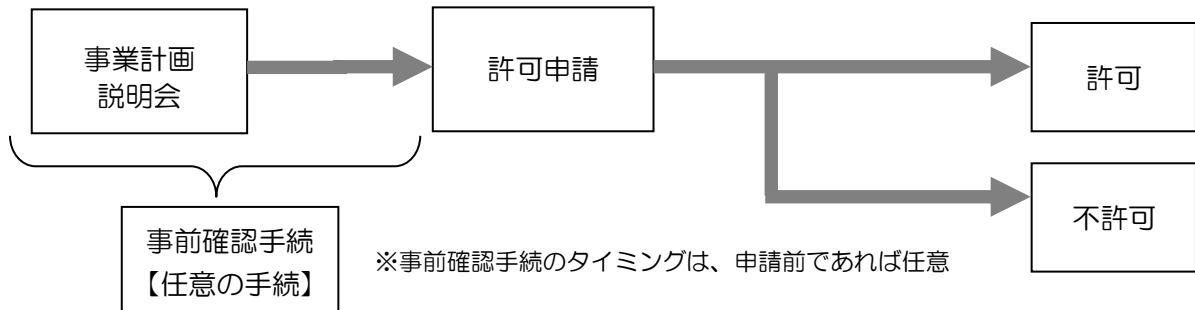 事業計画
説明会
許可申請
許可
不許可
事前確認手続
【任意の手続】
※事前確認手続のタイミングは、申請前であれば任意